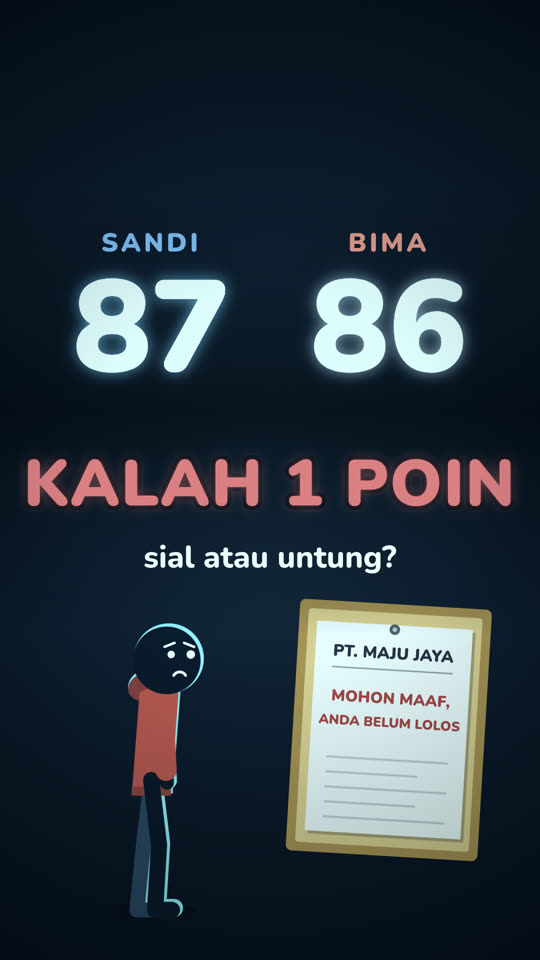 SANDI BIMA
87 86
KALAH 1 POIN
sial atau untung?
PT. MAJU JAYA
MOHON MAAF,
ANDA BELUM LOLOS